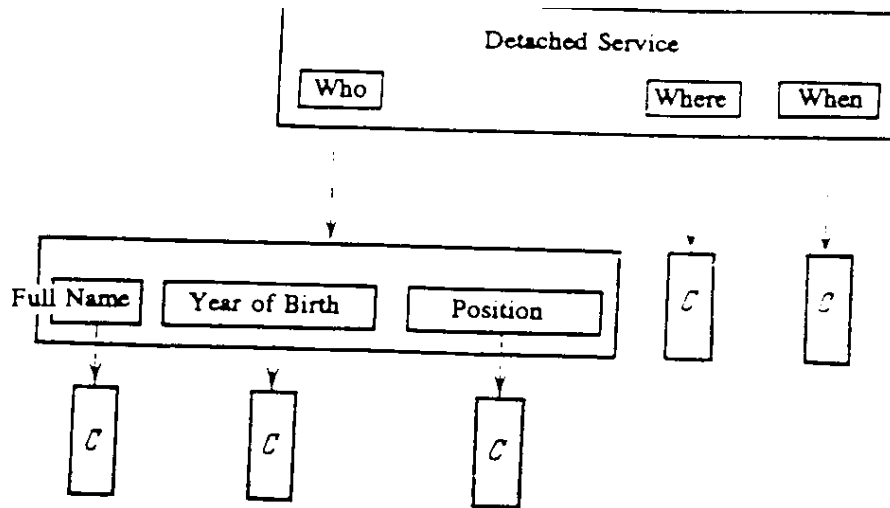 Detached Service
Who Where When
Full Name Year of Birth Position C C
C C C